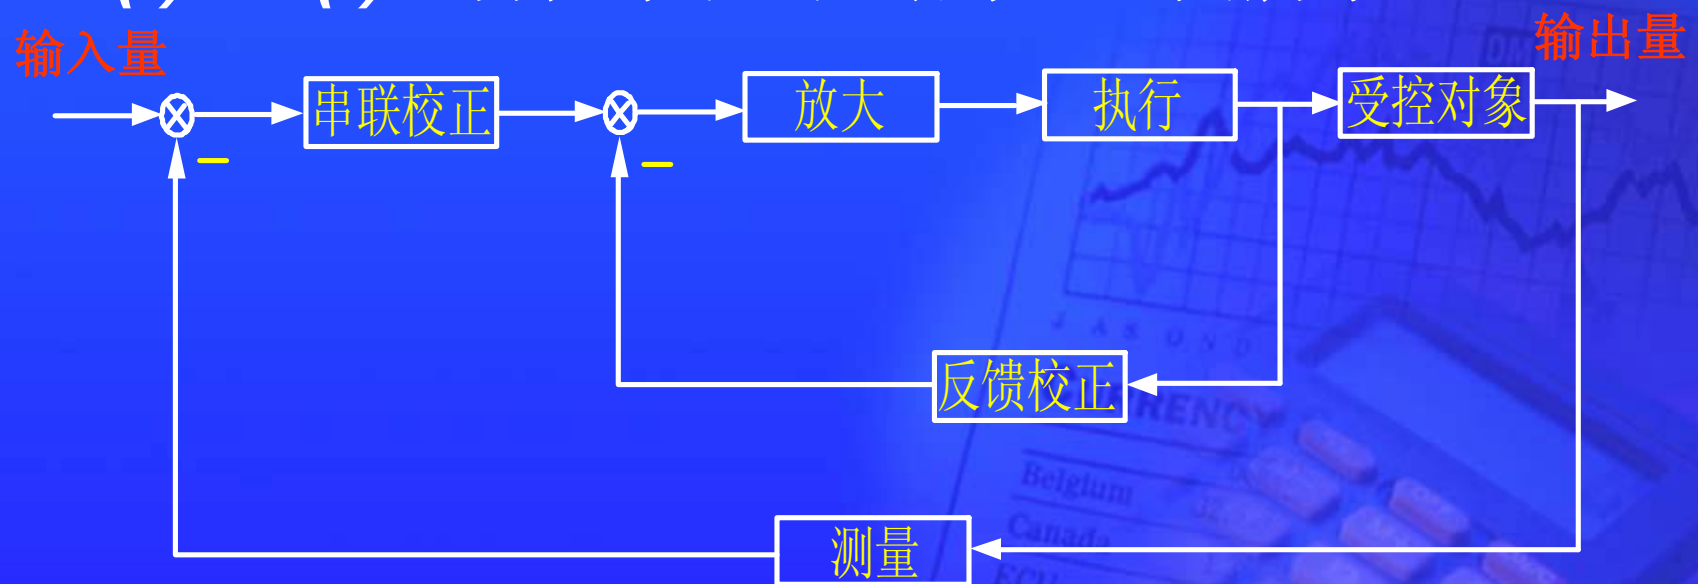 输入量
输出量
串联校正
放大
执行
受控对象
反馈校正
测量
J A S O N D
Belgium
Canada